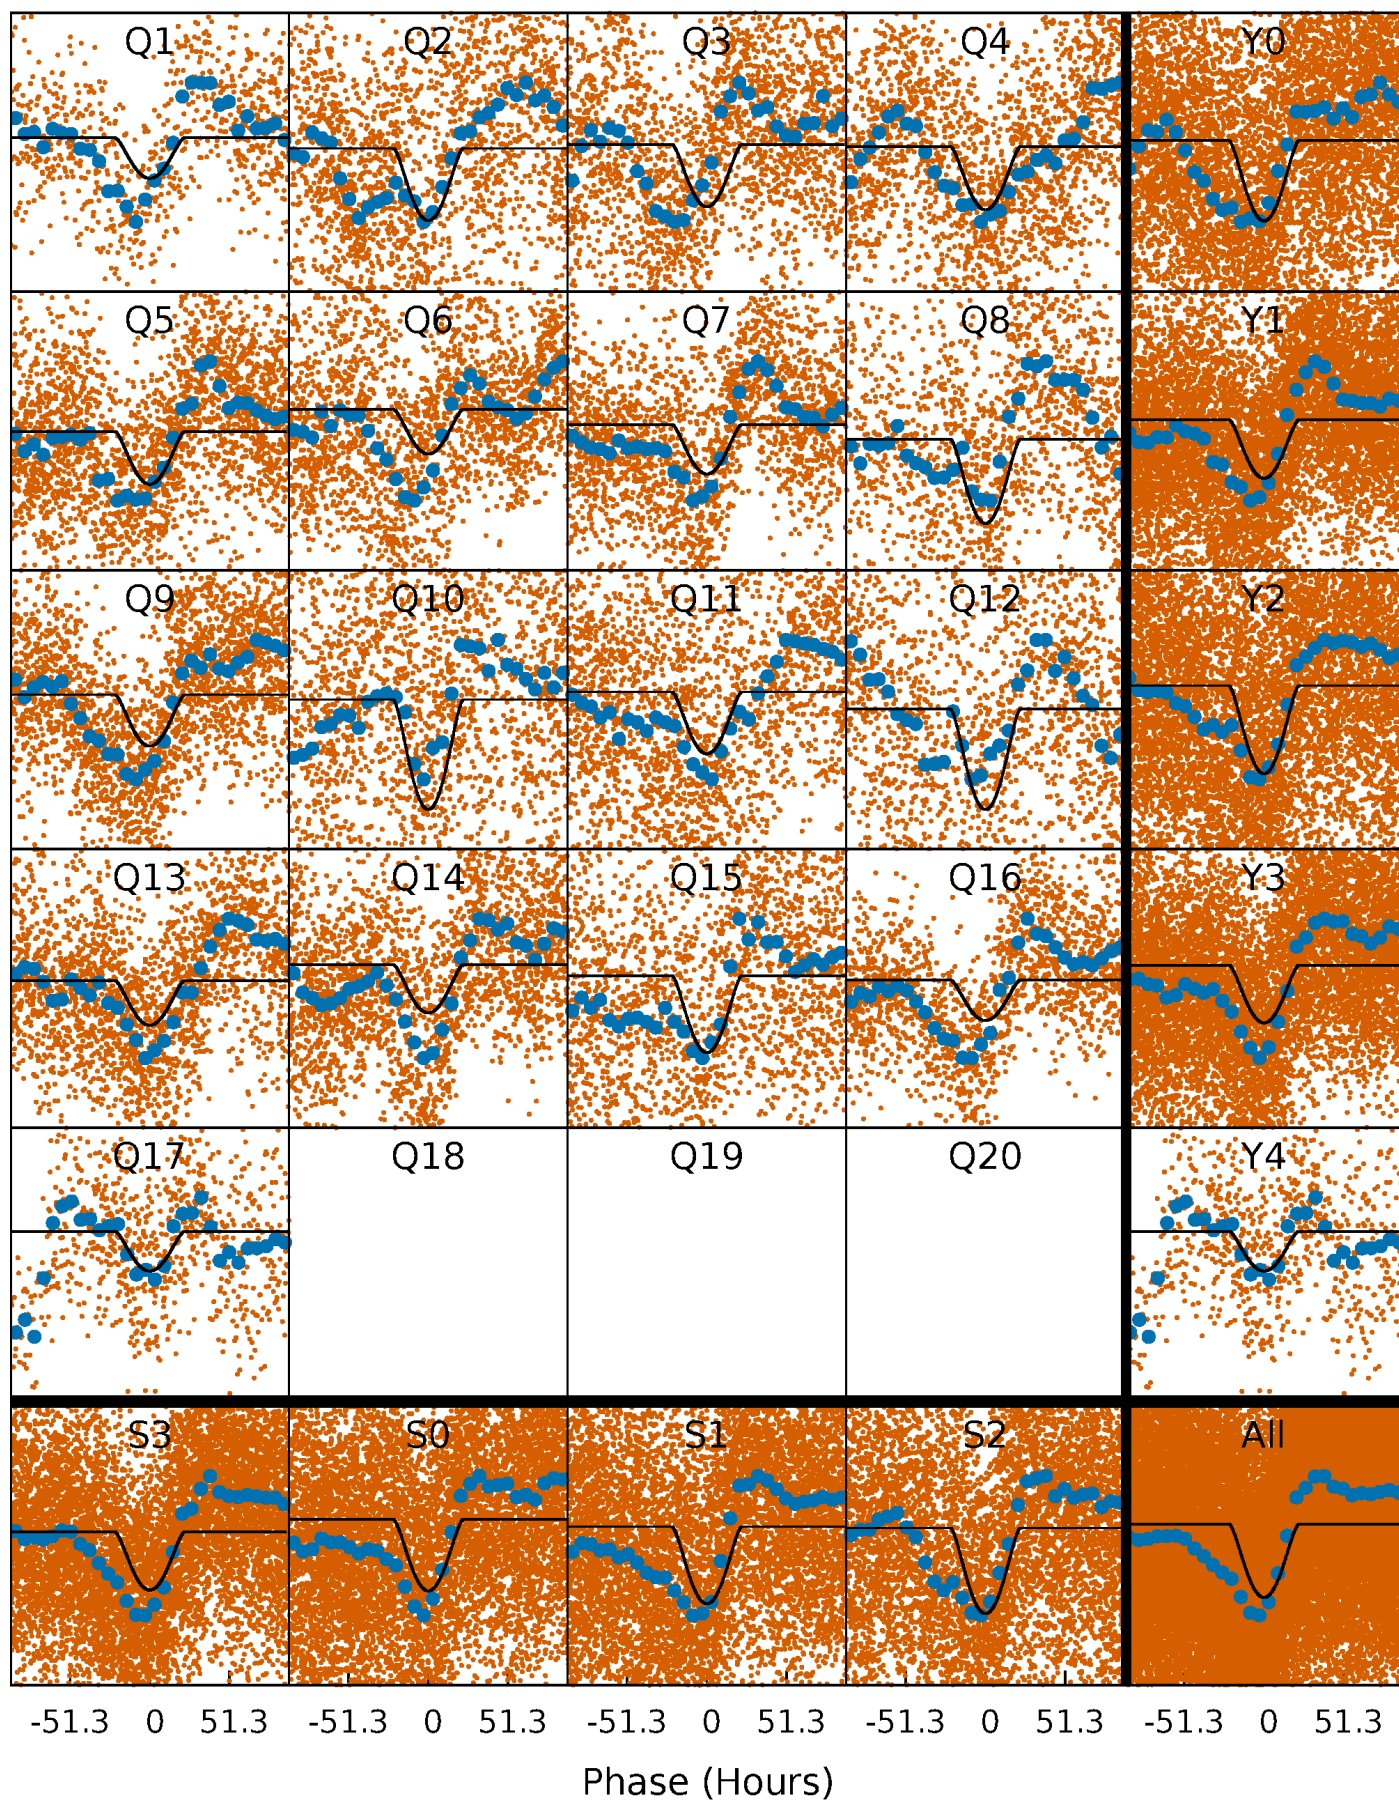 Q1 Q2 Q3 Q4 Y0
Q5 Q6 Q7 Q8 Y1
Q9 Q10 Q11 Q12 Y2
Q13 Q14 Q15 Q16 Y3
Q17 Q18 Q19 Q20 Y4
S3 S0 S1 S2 All
-51.3 0 51.3 -51.3 0 51.3 -51.3 0 51.3 -51.3 0 51.3 -51.3 0 51.3
Phase (Hours)